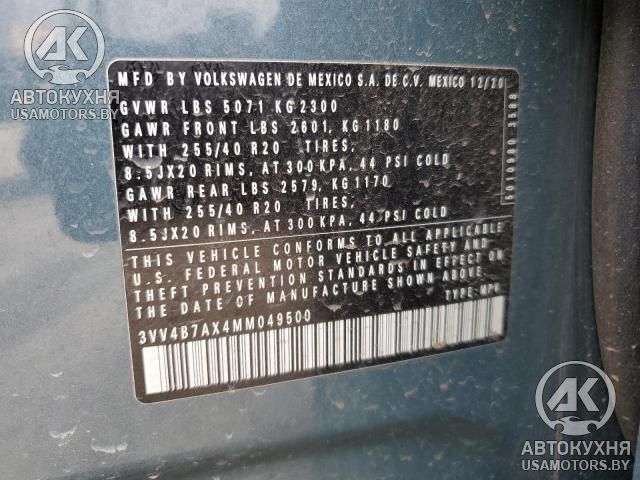 AK
АВТОКУХНЯ
USAMOTORS.BY
MFD BY VOLKSWAGEN DE MEXICO S.A. DE C.V. MEXICO 12/20
GVWR LBS 5071 KG 2300
GAWR FRONT LBS 2601, KG 1180
WITH 255/40 R20 TIRES,
8.5JX20 RIMS, AT 300 KPA, 44 PSI COLD
GAWR REAR LBS 2579, KG 1170
WITH 255/40 R20 TIRES,
8.5JX20 RIMS, AT 300 KPA, 44 PSI COLD
THIS VEHICLE CONFORMS TO ALL APPLICABLE
U.S. FEDERAL MOTOR VEHICLE SAFETY AND
THEFT PREVENTION STANDARDS IN EFFECT ON
THE DATE OF MANUFACTURE SHOWN ABOVE
3VV4B7AX4MM049500
TYPE:MPV
AK
АВТОКУХНЯ
USAMOTORS.BY